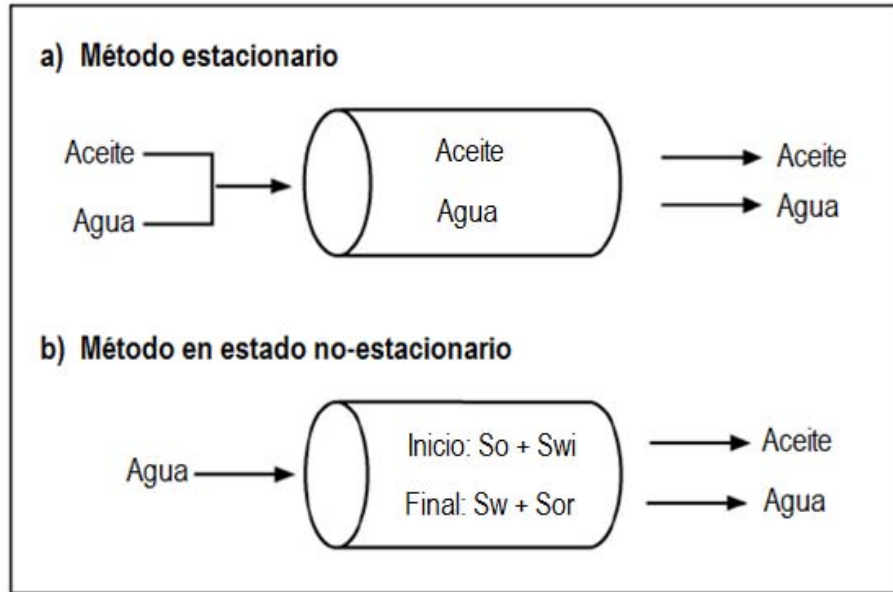 a) Método estacionario
Aceite
Agua
Aceite
Agua
Aceite
Agua
b) Método en estado no-estacionario
Agua
Inicio: So + Swi
Final: Sw + Sor
Aceite
Agua